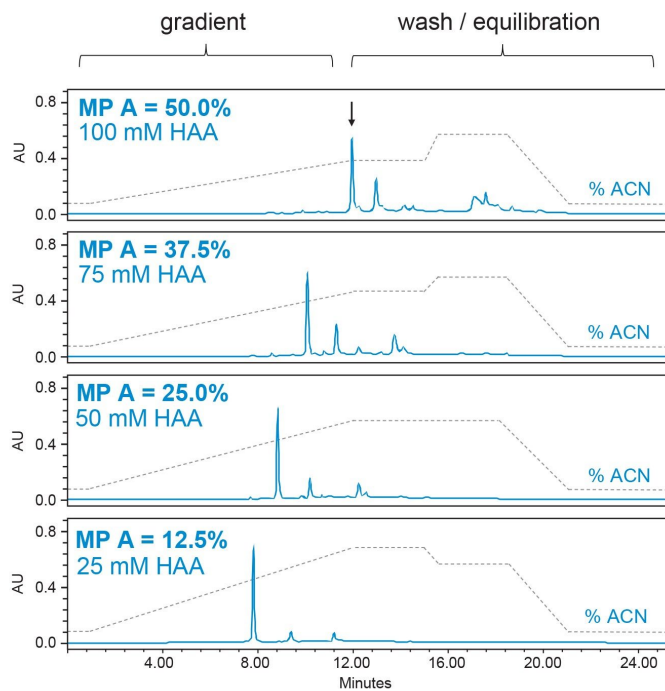 gradient
wash / equilibration
MP A = 50.0%
100 mM HAA
% ACN
0.8
0.4
0.0
AU
MP A = 37.5%
75 mM HAA
% ACN
0.8
0.4
0.0
AU
MP A = 25.0%
50 mM HAA
% ACN
0.8
0.4
0.0
AU
MP A = 12.5%
25 mM HAA
% ACN
0.8
0.4
0.0
AU
4.00 8.00 12.00 16.00 20.00 24.00
Minutes